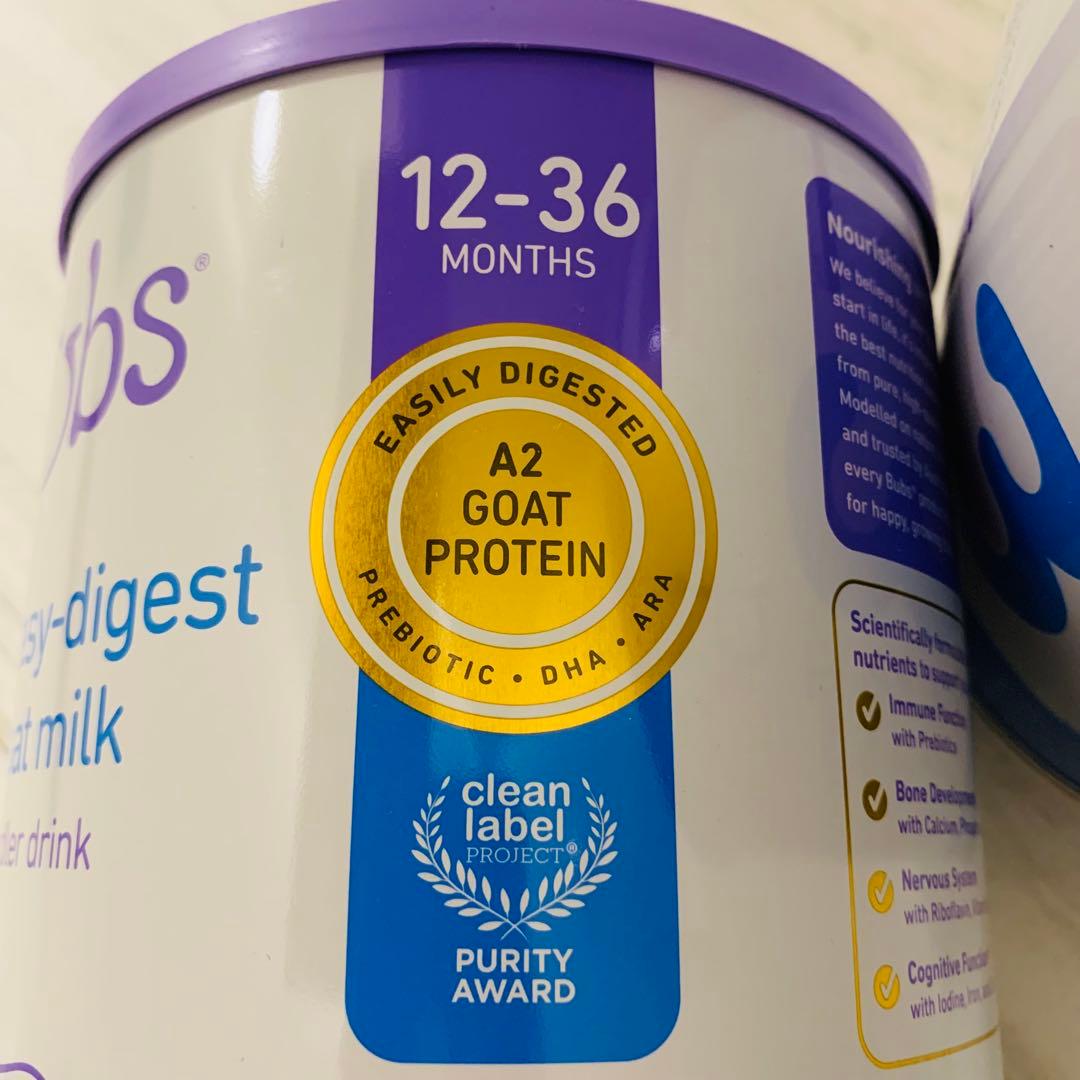 12-36
MONTHS
EASILY DIGESTED
A2
GOAT
PROTEIN
PREBIOTIC • DHA • ARA
clean
label
PROJECT®
PURITY
AWARD
bs®
sy-digest
at milk
ler drink
Nourishing
We believe
start in life,
the best
from pure,
Modelled on
and trusted by
every Bubs®
for happy, growing
Scientifically
nutrients to support
Immune Function
with Prebiotics
Bone Development
with Calcium,
Nervous System
with Riboflavin,
Cognitive Function
with Iodine, Iron,